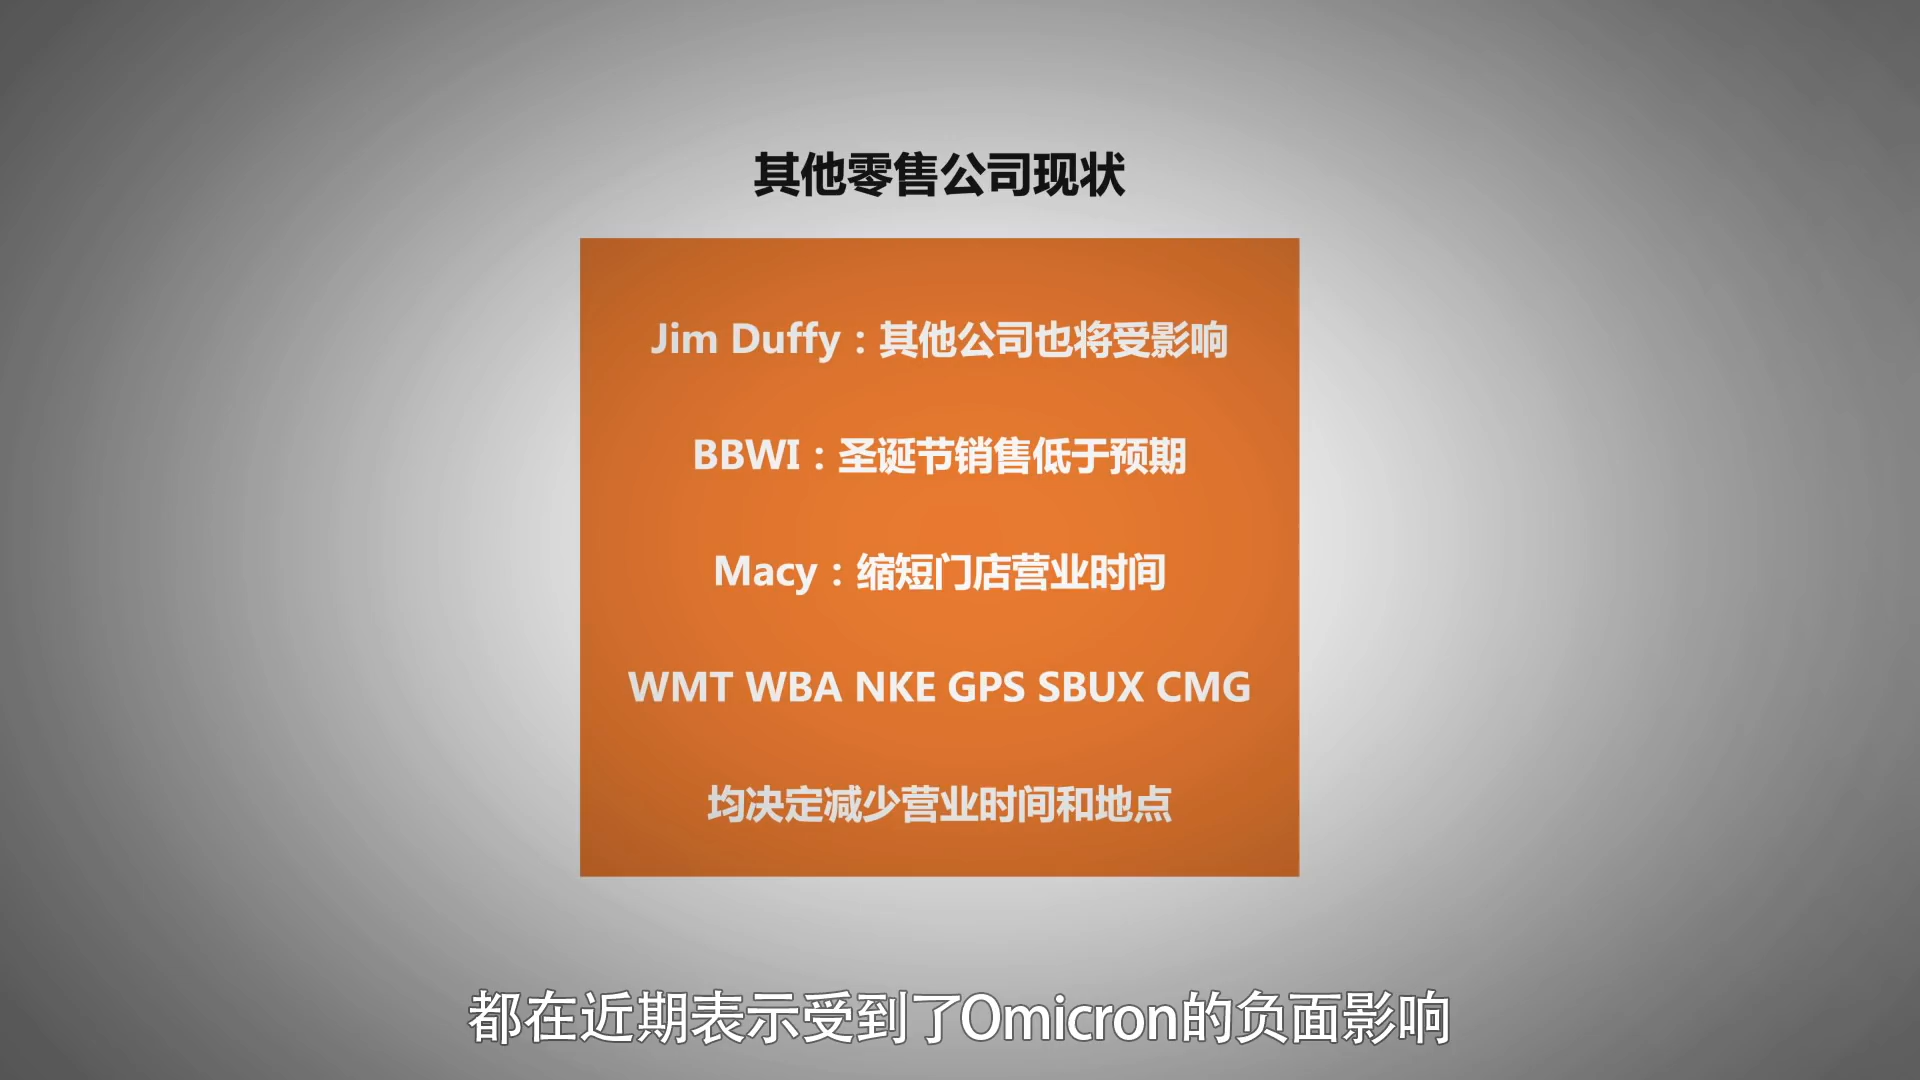 其他零售公司现状
Jim Duffy：其他公司也将受影响
BBWI：圣诞节销售低于预期
Macy：缩短门店营业时间
WMT WBA NKE GPS SBUX CMG
均决定减少营业时间和地点
都在近期表示受到了Omicron的负面影响